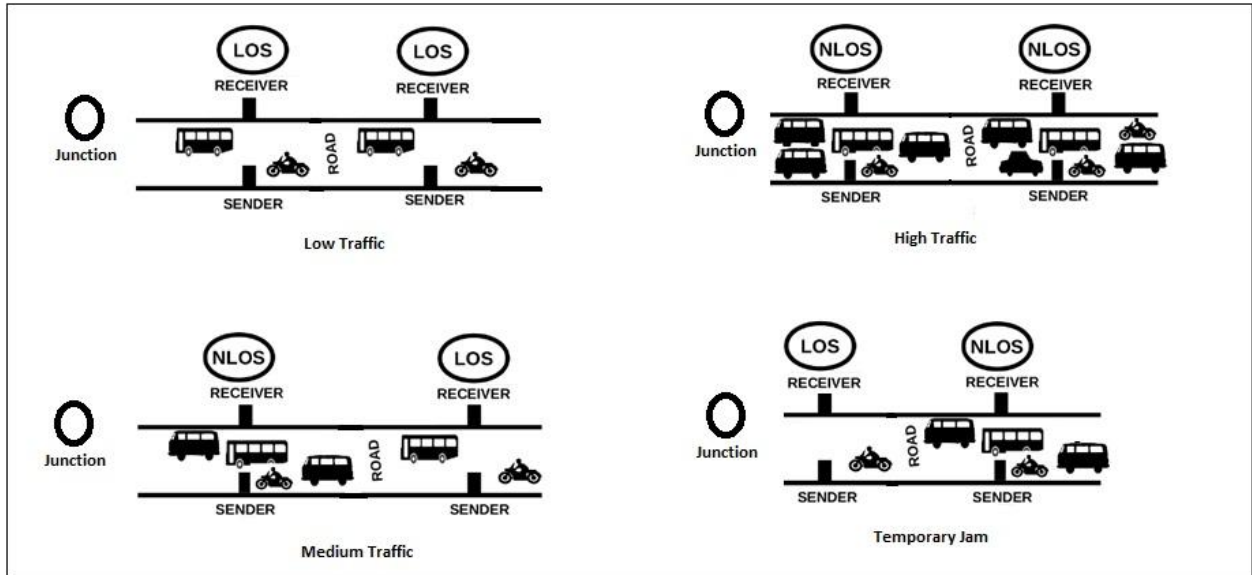 LOS
LOS
RECEIVER
RECEIVER
Junction
ROAD
SENDER
SENDER
Low Traffic
NLOS
NLOS
RECEIVER
RECEIVER
Junction
ROAD
SENDER
SENDER
High Traffic
NLOS
LOS
RECEIVER
RECEIVER
Junction
ROAD
SENDER
SENDER
Medium Traffic
LOS
NLOS
RECEIVER
RECEIVER
Junction
ROAD
SENDER
SENDER
Temporary Jam